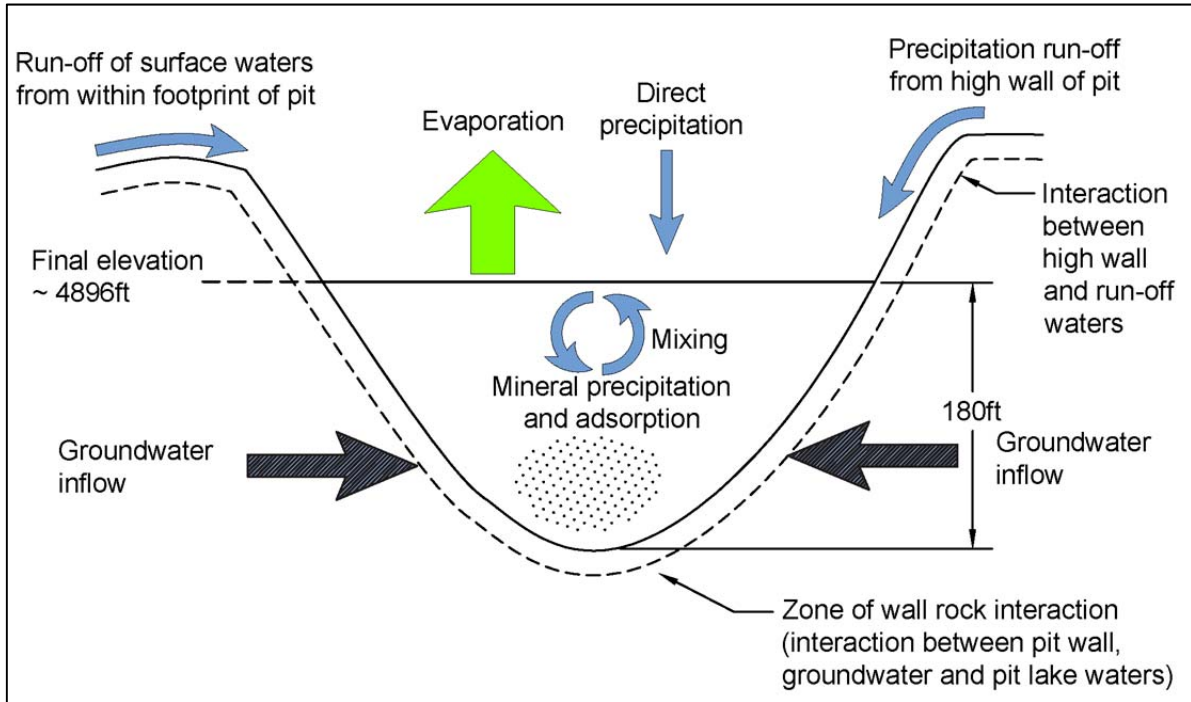 Run-off of surface waters
from within footprint of pit
Evaporation
Direct
precipitation
Precipitation run-off
from high wall of pit
Interaction
between
high wall
and run-off
waters
Final elevation
~ 4896ft
Mixing
Mineral precipitation
and adsorption
180ft
Groundwater
inflow
Groundwater
inflow
Zone of wall rock interaction
(interaction between pit wall,
groundwater and pit lake waters)